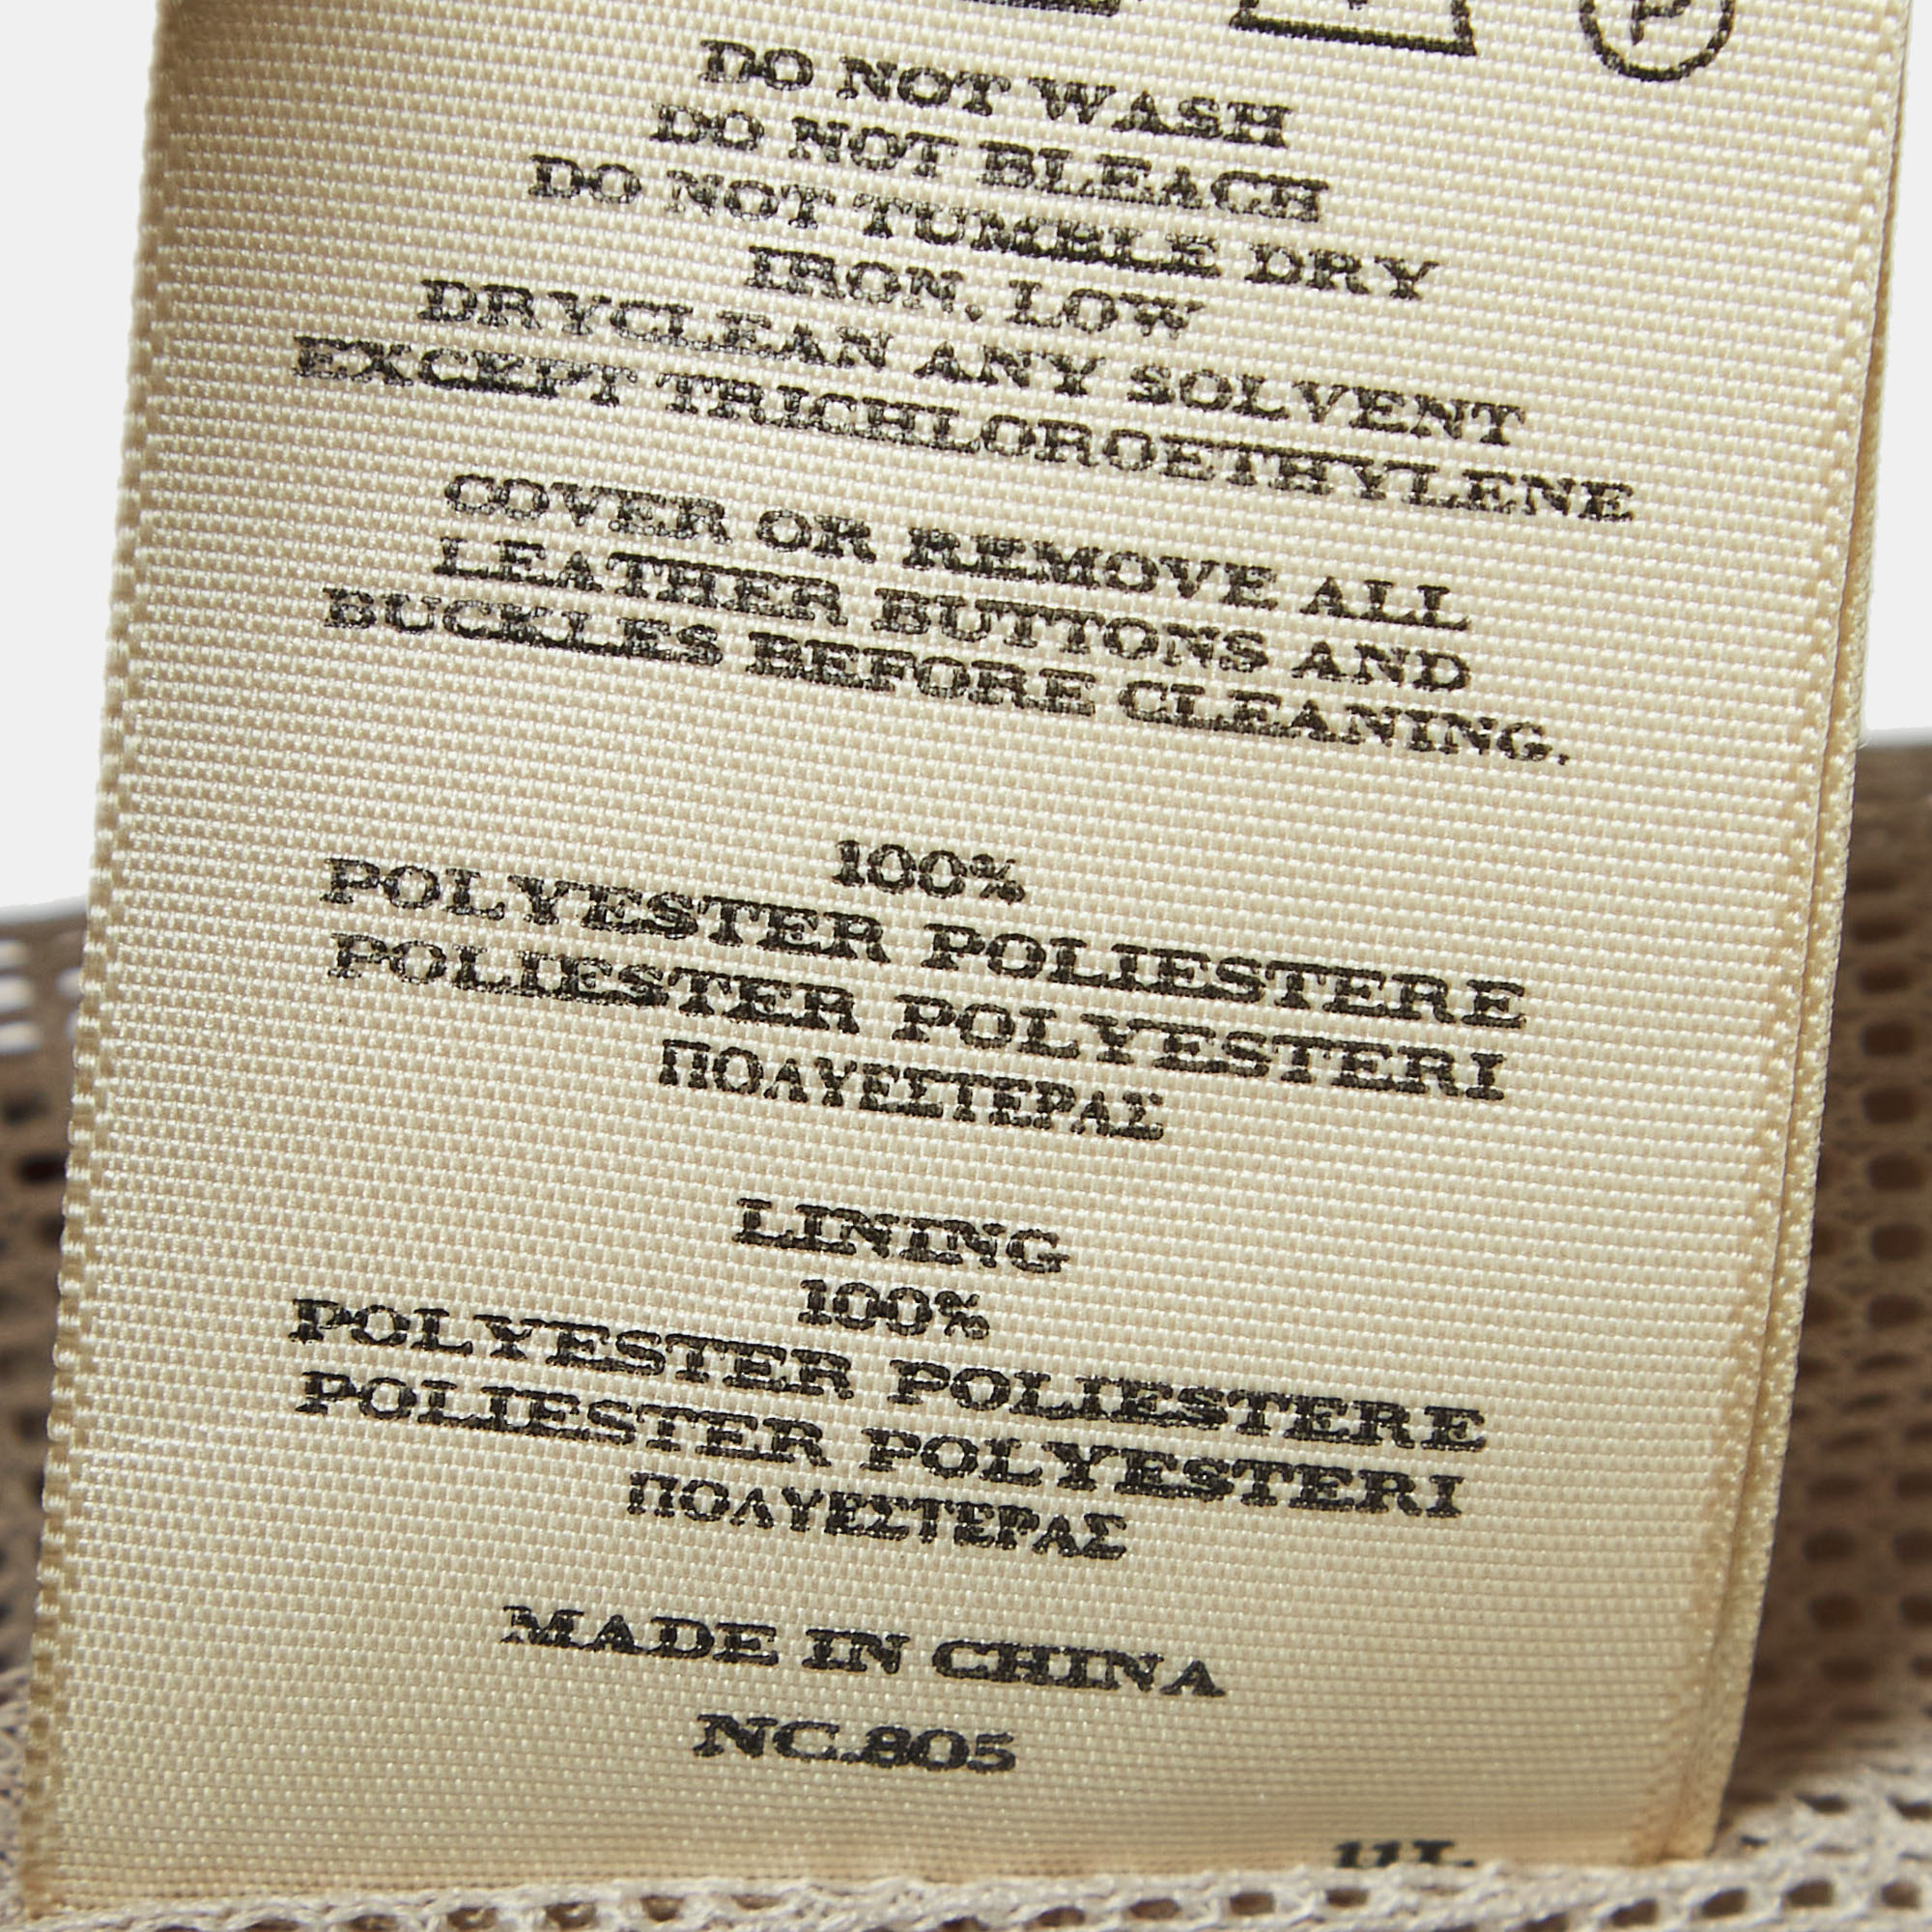 P
DO NOT WASH
DO NOT BLEACH
DO NOT TUMBLE DRY
IRON, LOW
DRYCLEAN ANY SOLVENT
EXCEPT TRICHLOROETHYLENE
COVER OR REMOVE ALL
LEATHER BUTTONS AND
BUCKLES BEFORE CLEANING.
100%
POLYESTER POLIESTERE
POLIESTER POLYESTERI
ΠΟΛΥΕΣΤΕΡΑΣ
LINING
100%
POLYESTER POLIESTERE
POLIESTER POLYESTERI
ΠΟΛΥΕΣΤΕΡΑΣ
MADE IN CHINA
NC.805